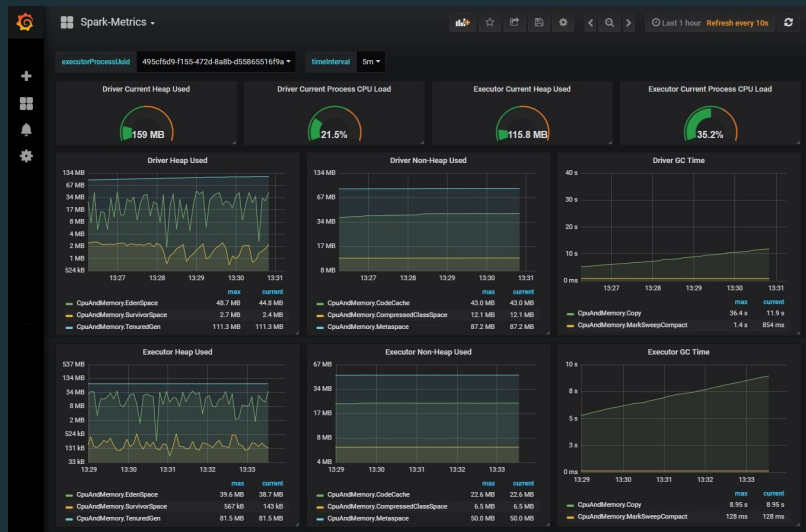 Spark-Metrics
Last 1 hour Refresh every 10s
executorProcessUuid 495cf6d9-f155-472d-8a8b-d55865516f9a timeInterval 5m
Driver Current Heap Used
159 MB
Driver Current Process CPU Load
21.5%
Executor Current Heap Used
115.8 MB
Executor Current Process CPU Load
35.2%
Driver Heap Used
134 MB
67 MB
34 MB
17 MB
8 MB
4 MB
2 MB
1 MB
524 kB
13:27 13:28 13:29 13:30 13:31
max current
CpuAndMemory.EdenSpace 48.7 MB 44.8 MB
CpuAndMemory.SurvivorSpace 2.7 MB 2.4 MB
CpuAndMemory.TenuredGen 111.3 MB 111.3 MB
Driver Non-Heap Used
134 MB
67 MB
34 MB
17 MB
8 MB
13:27 13:28 13:29 13:30 13:31
max current
CpuAndMemory.CodeCache 43.0 MB 43.0 MB
CpuAndMemory.CompressedClassSpace 12.1 MB 12.1 MB
CpuAndMemory.Metaspace 87.2 MB 87.2 MB
Driver GC Time
40 s
30 s
20 s
10 s
0 ms
13:27 13:28 13:29 13:30 13:31
max current
CpuAndMemory.Copy 36.4 s 11.9 s
CpuAndMemory.MarkSweepCompact 1.4 s 854 ms
Executor Heap Used
537 MB
134 MB
34 MB
8 MB
2 MB
524 kB
131 kB
33 kB
13:29 13:30 13:31 13:32 13:33
max current
CpuAndMemory.EdenSpace 39.6 MB 38.7 MB
CpuAndMemory.SurvivorSpace 567 kB 143 kB
CpuAndMemory.TenuredGen 81.5 MB 81.5 MB
Executor Non-Heap Used
67 MB
34 MB
17 MB
8 MB
4 MB
13:29 13:30 13:31 13:32 13:33
max current
CpuAndMemory.CodeCache 22.6 MB 22.6 MB
CpuAndMemory.CompressedClassSpace 6.5 MB 6.5 MB
CpuAndMemory.Metaspace 50.0 MB 50.0 MB
Executor GC Time
10 s
8 s
5 s
3 s
0 ms
13:29 13:30 13:31 13:32 13:33
max current
CpuAndMemory.Copy 8.95 s 8.95 s
CpuAndMemory.MarkSweepCompact 128 ms 128 ms